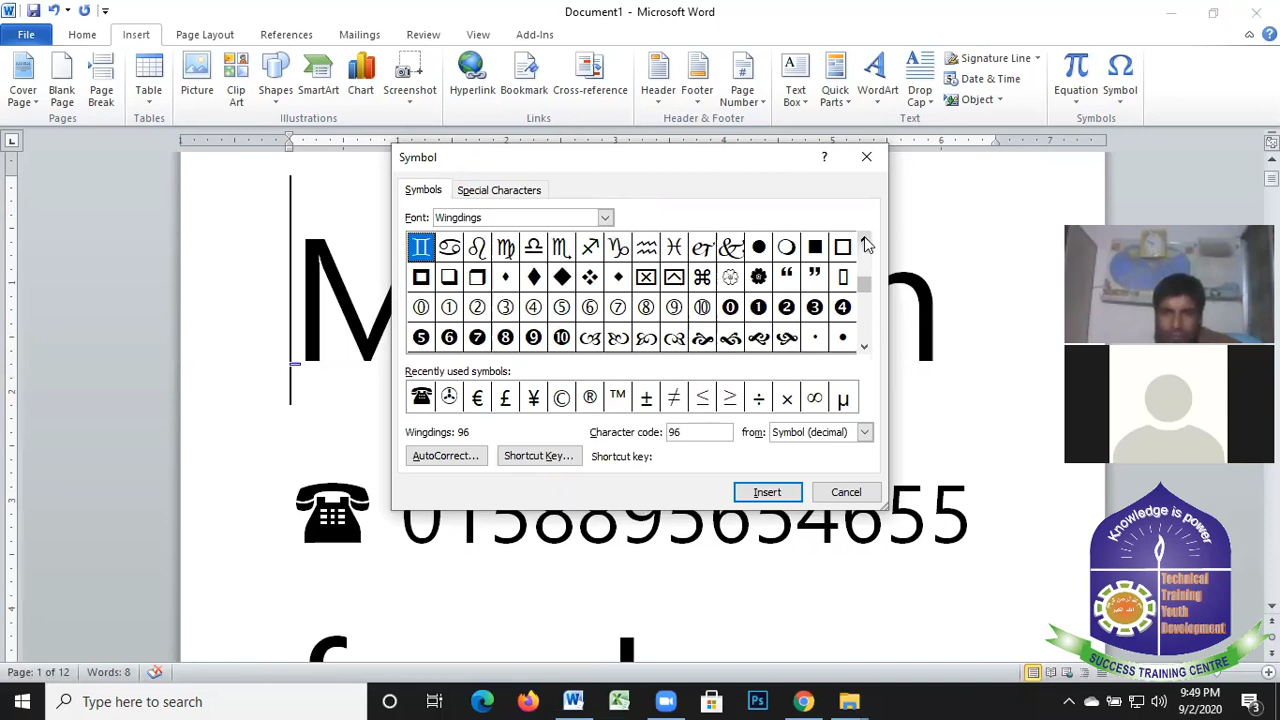 Document1 - Microsoft Word
File Home Insert Page Layout References Mailings Review View Add-Ins
Cover Page Blank Page Page Break Table Picture Clip Art Shapes SmartArt Chart Screenshot Hyperlink Bookmark Cross-reference Header Footer Page Number Text Box Quick Parts WordArt Drop Cap Signature Line Date & Time Object Equation Symbol
Pages Tables Illustrations Links Header & Footer Text Symbols
Symbol
Symbols Special Characters
Font: Wingdings
Recently used symbols:
€ £ ¥ © ® ™ ± ≠ ≤ ≥ ÷ × ∞ µ
Wingdings: 96 Character code: 96 from: Symbol (decimal)
AutoCorrect... Shortcut Key... Shortcut key:
Insert Cancel
☎ 0158895654655
Knowledge is power
Technical
Training
Youth
Development
SUCCESS TRAINING CENTRE
Page: 1 of 12 Words: 8
Type here to search
9:49 PM
9/2/2020